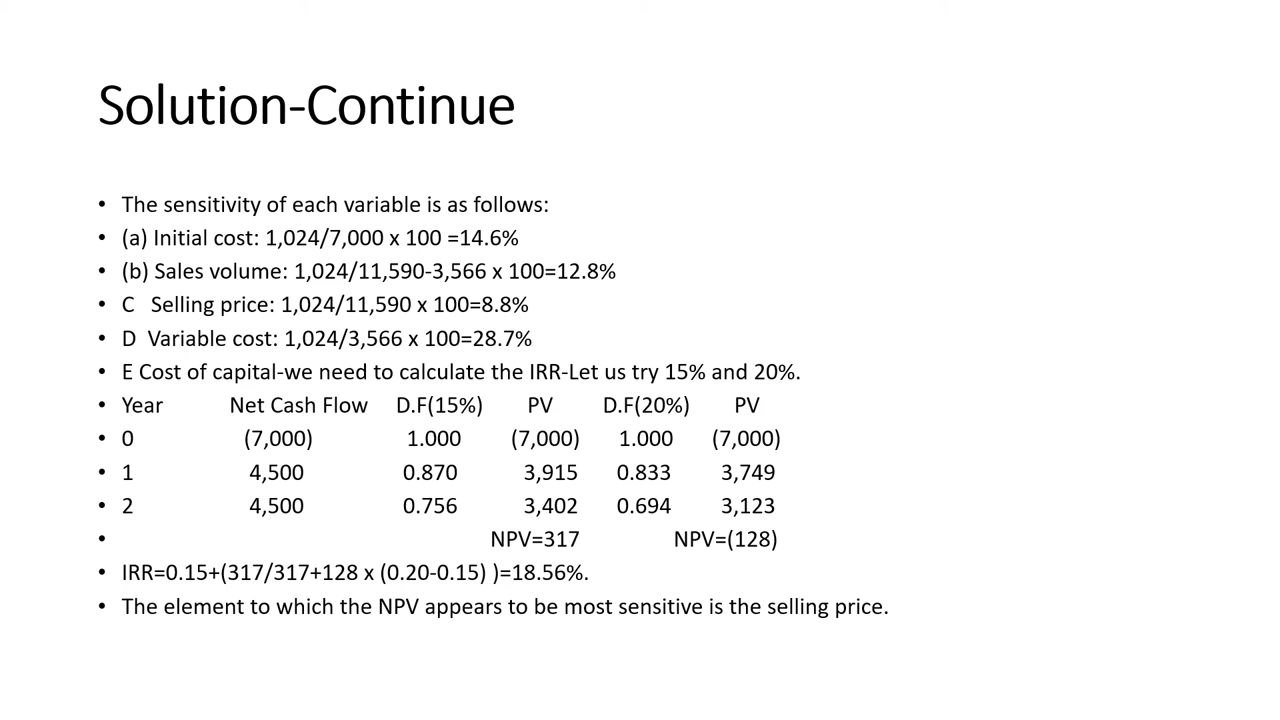 Solution-Continue
• The sensitivity of each variable is as follows:
• (a) Initial cost: 1,024/7,000 x 100 =14.6%
• (b) Sales volume: 1,024/11,590-3,566 x 100=12.8%
• C Selling price: 1,024/11,590 x 100=8.8%
• D Variable cost: 1,024/3,566 x 100=28.7%
• E Cost of capital-we need to calculate the IRR-Let us try 15% and 20%.
• Year Net Cash Flow D.F(15%) PV D.F(20%) PV
• 0 (7,000) 1.000 (7,000) 1.000 (7,000)
• 1 4,500 0.870 3,915 0.833 3,749
• 2 4,500 0.756 3,402 0.694 3,123
• NPV=317 NPV=(128)
• IRR=0.15+(317/317+128 x (0.20-0.15) )=18.56%.
• The element to which the NPV appears to be most sensitive is the selling price.